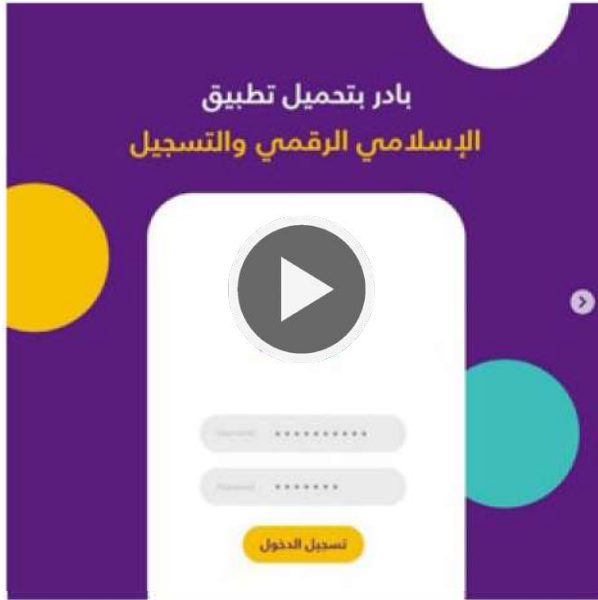 بادر بتحميل تطبيق
الإسلامي الرقمي والتسجيل
تسجيل الدخول